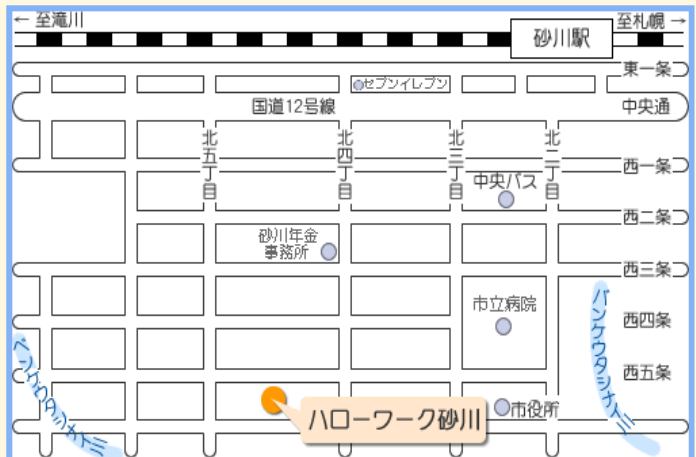 ← 至滝川
至札幌 →
砂川駅
東一条
セブンイレブン
国道12号線
中央通
北五丁目
北四丁目
北三丁目
北二丁目
西一条
中央バス
西二条
砂川年金
事務所
西三条
市立病院
パンケウタシナイ川
西四条
ペンケウタシナイ川
西五条
ハローワーク砂川
市役所